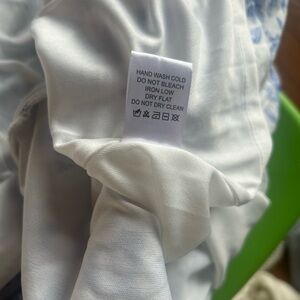 HAND WASH COLD
DO NOT BLEACH
IRON LOW
DRY FLAT
DO NOT DRY CLEAN